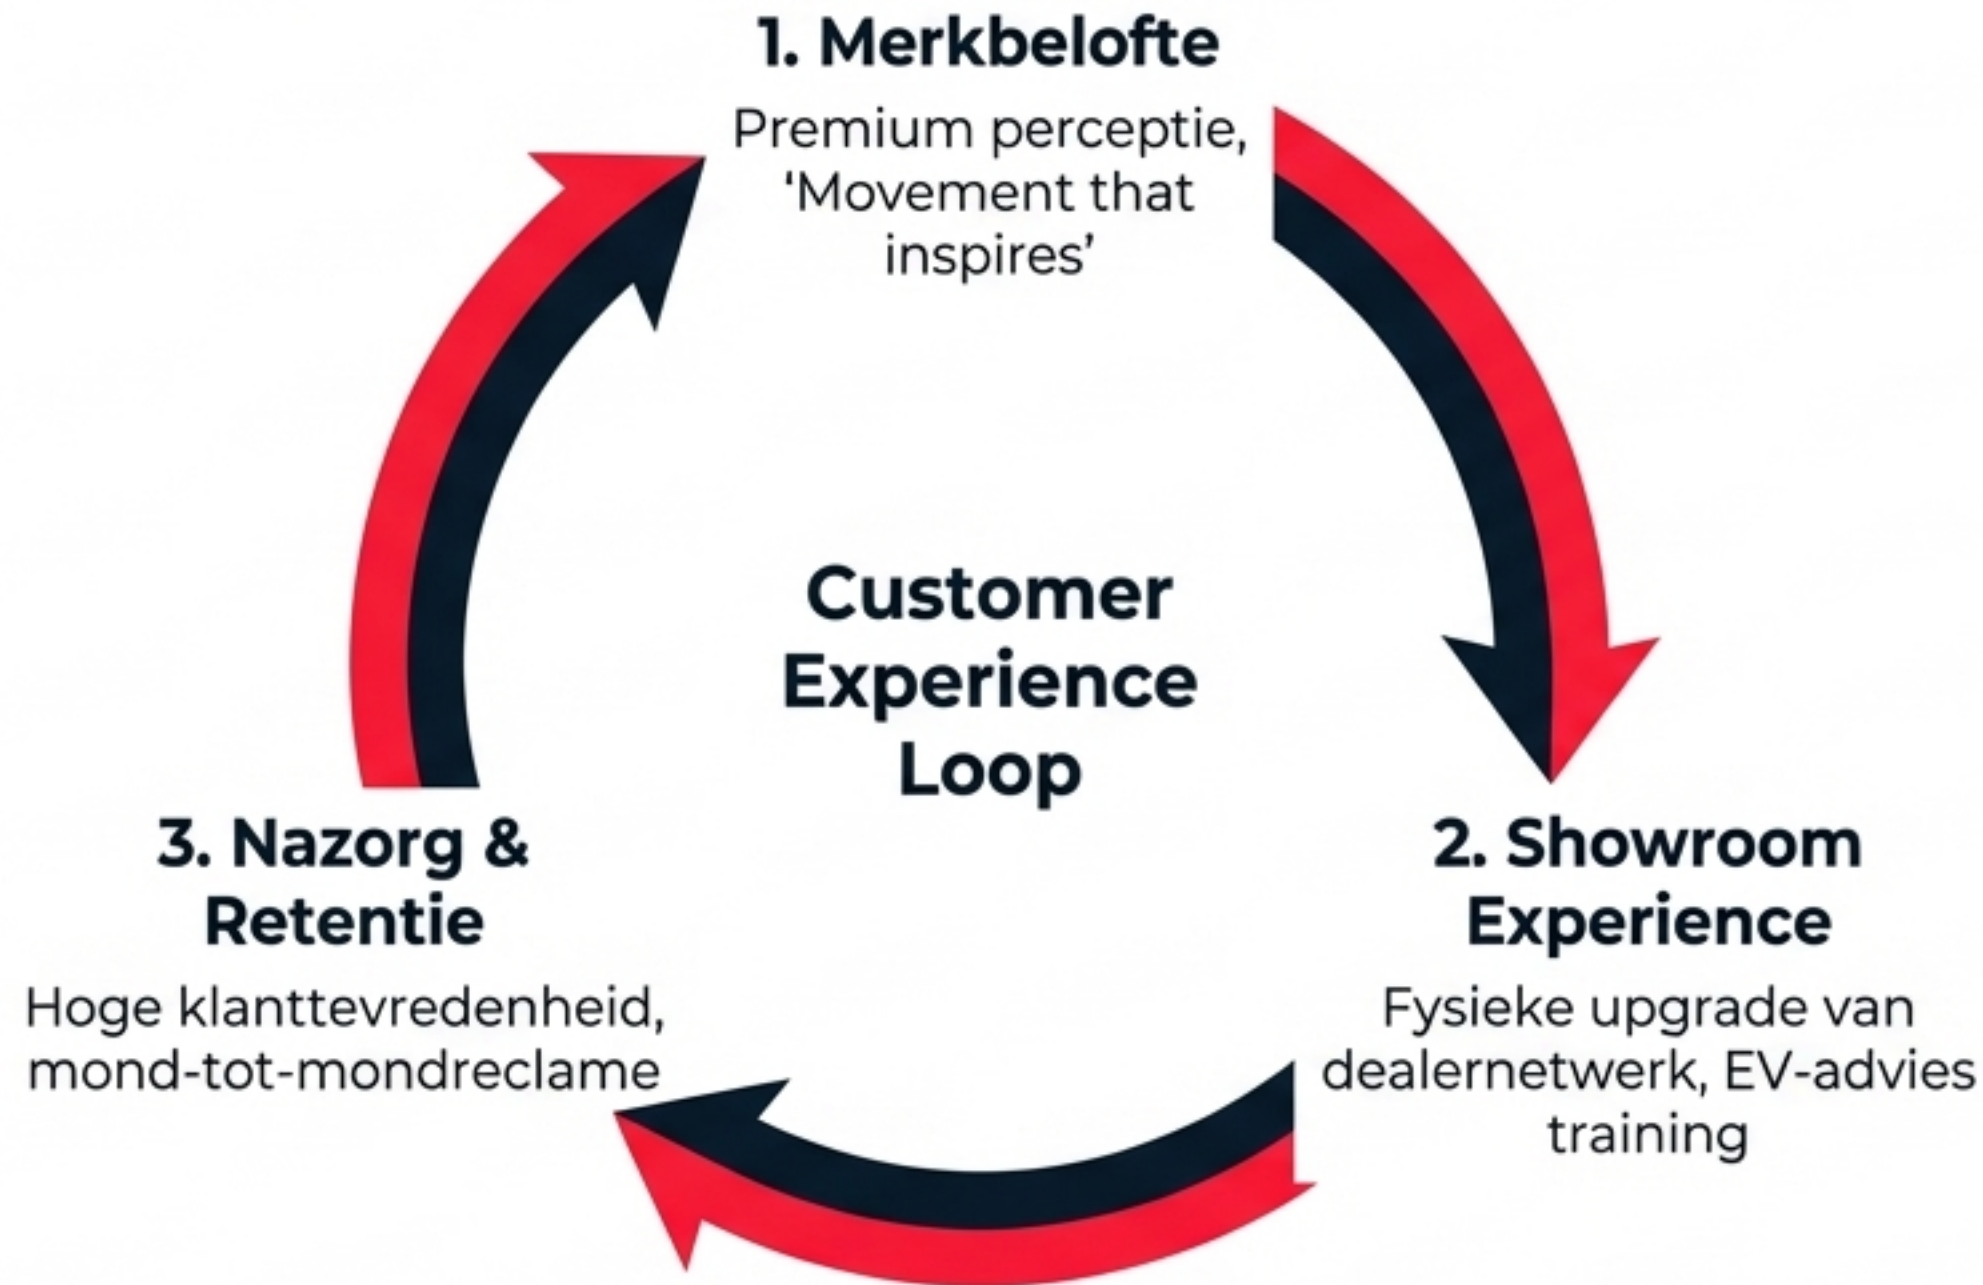 1. Merkbelofte
Premium perceptie,
‘Movement that
inspires’
Customer
Experience
Loop
3. Nazorg &
Retentie
Hoge klanttevredenheid,
mond-tot-mondreclame
2. Showroom
Experience
Fysieke upgrade van
dealernetwerk, EV-advies
training